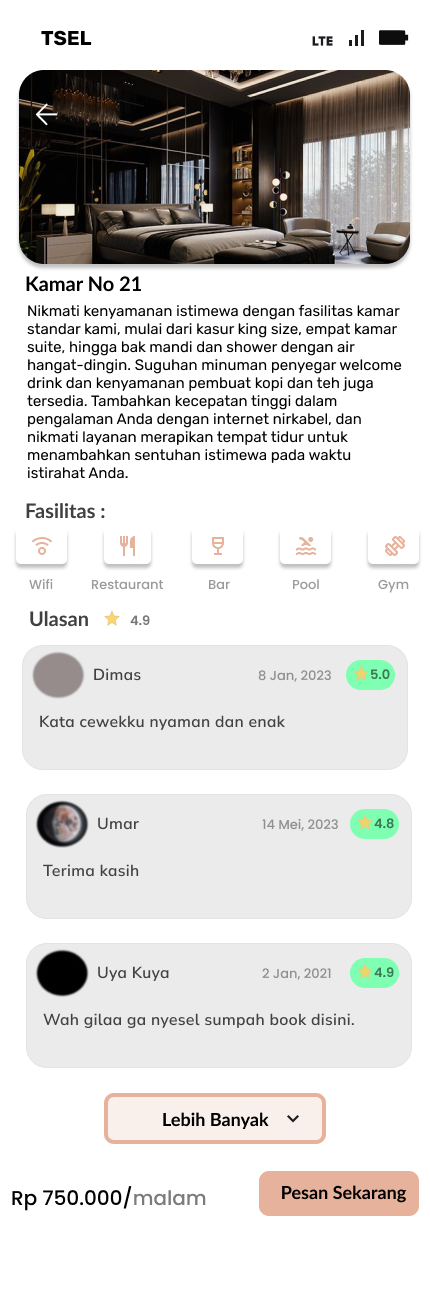 TSEL LTE
Kamar No 21
Nikmati kenyamanan istimewa dengan fasilitas kamar
standar kami, mulai dari kasur king size, empat kamar
suite, hingga bak mandi dan shower dengan air
hangat-dingin. Suguhan minuman penyegar welcome
drink dan kenyamanan pembuat kopi dan teh juga
tersedia. Tambahkan kecepatan tinggi dalam
pengalaman Anda dengan internet nirkabel, dan
nikmati layanan merapikan tempat tidur untuk
menambahkan sentuhan istimewa pada waktu
istirahat Anda.
Fasilitas :
Wifi Restaurant Bar Pool Gym
Ulasan 4.9
Dimas 8 Jan, 2023 5.0
Kata cewekku nyaman dan enak
Umar 14 Mei, 2023 4.8
Terima kasih
Uya Kuya 2 Jan, 2021 4.9
Wah gilaa ga nyesel sumpah book disini.
Lebih Banyak
Rp 750.000/malam Pesan Sekarang